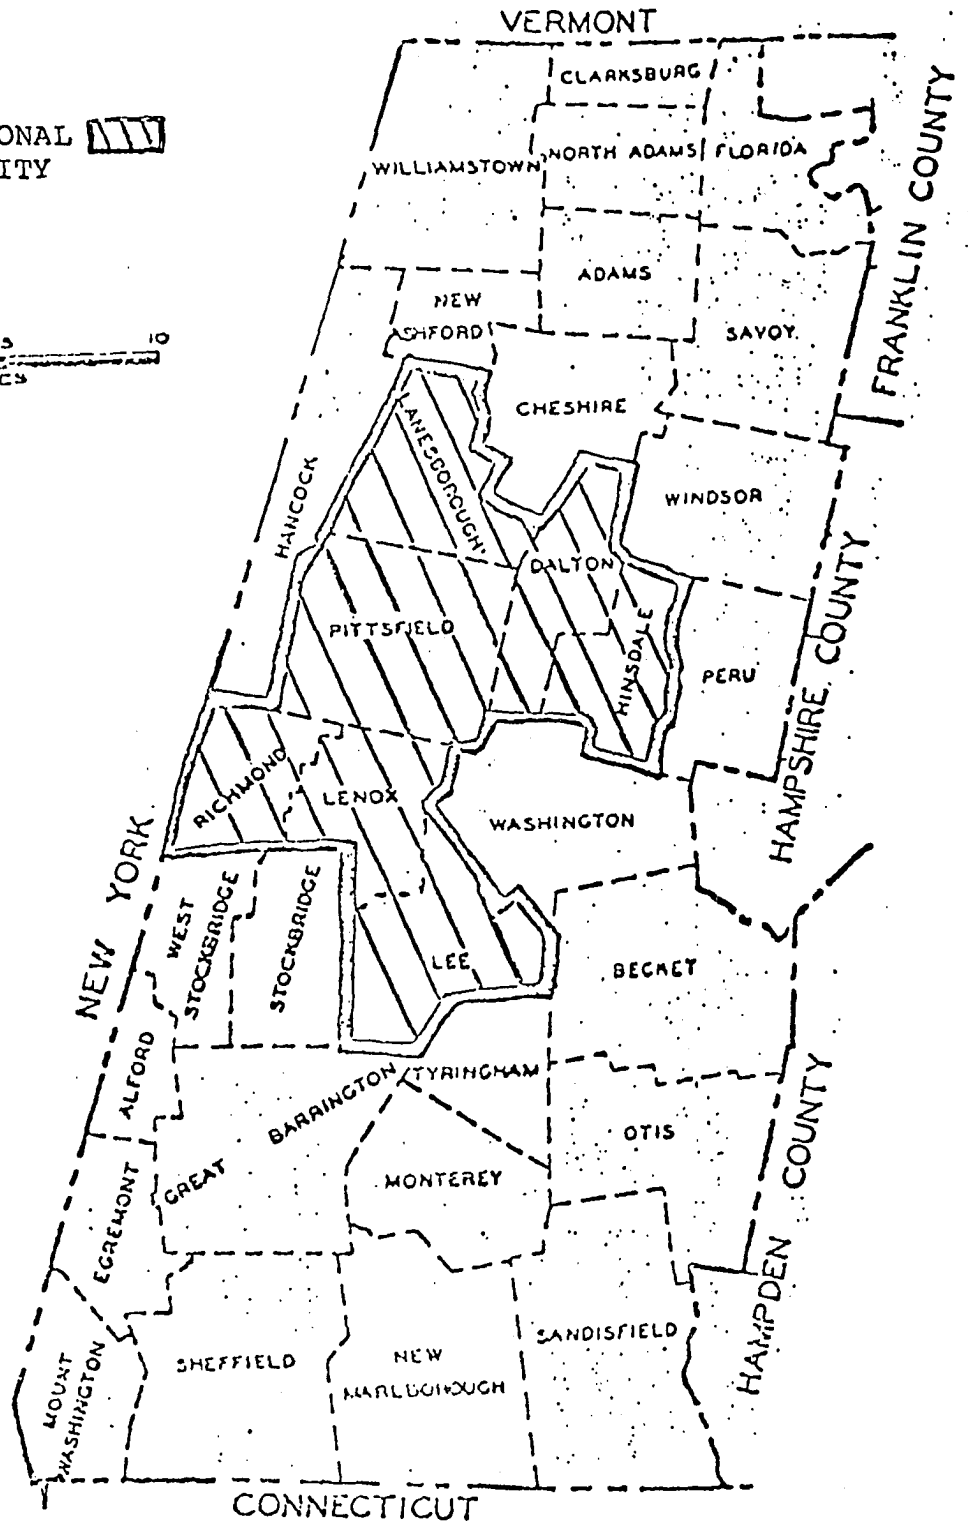 VERMONT
CLARKSBURG
ONAL
ITY
WILLIAMSTOWN
NORTH ADAMS
FLORIDA
FRANKLIN COUNTY
ADAMS
NEW
ASHFORD
SAVOY
5
10
ES
CHESHIRE
LANESBOROUGH
HANCOCK
WINDSOR
DALTON
PITTSFIELD
HINSDALE
PERU
HAMPSHIRE COUNTY
RICHMOND
LENOX
WASHINGTON
NEW YORK
WEST
STOCKBRIDGE
STOCKBRIDGE
LEE
BECKET
ALFORD
TYRINGHAM
GREAT BARRINGTON
OTIS
MONTEREY
EGREMONT
HAMPDEN COUNTY
SANDISFIELD
SHEFFIELD
NEW
MARLBOROUGH
MOUNT
WASHINGTON
CONNECTICUT